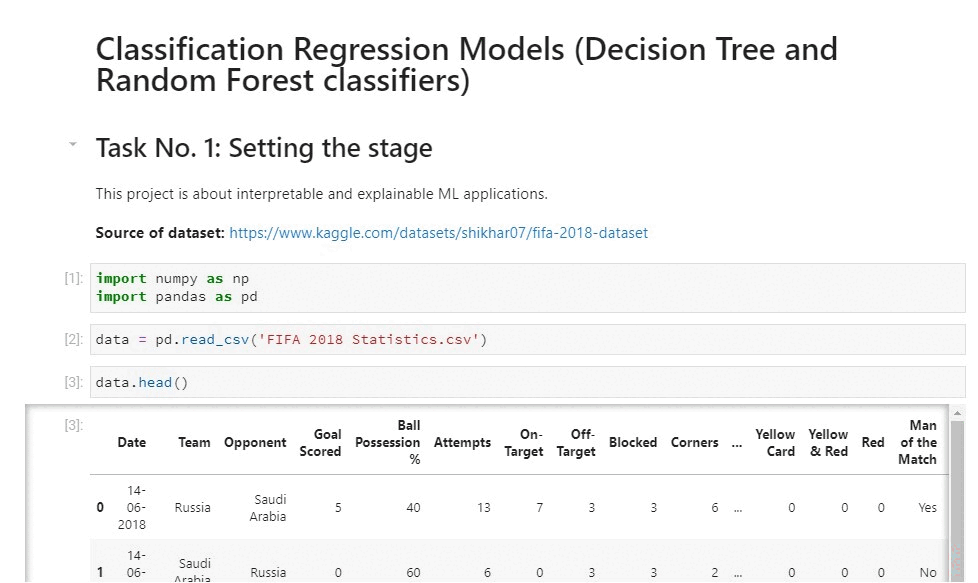 Classification Regression Models (Decision Tree and
Random Forest classifiers)
Task No. 1: Setting the stage
This project is about interpretable and explainable ML applications.
Source of dataset: https://www.kaggle.com/datasets/shikhar07/fifa-2018-dataset
[1]: import numpy as np
import pandas as pd
[2]: data = pd.read_csv('FIFA 2018 Statistics.csv')
[3]: data.head()
[3]:
Date Team Opponent Goal Scored Ball Possession % Attempts On-Target Off-Target Blocked Corners ... Yellow Card Yellow & Red Red Man of the Match
0 14-06-2018 Russia Saudi Arabia 5 40 13 7 3 3 6 ... 0 0 0 Yes
1 14-06- Saudi Arabia Russia 0 60 6 0 3 3 2 ... 0 0 0 No